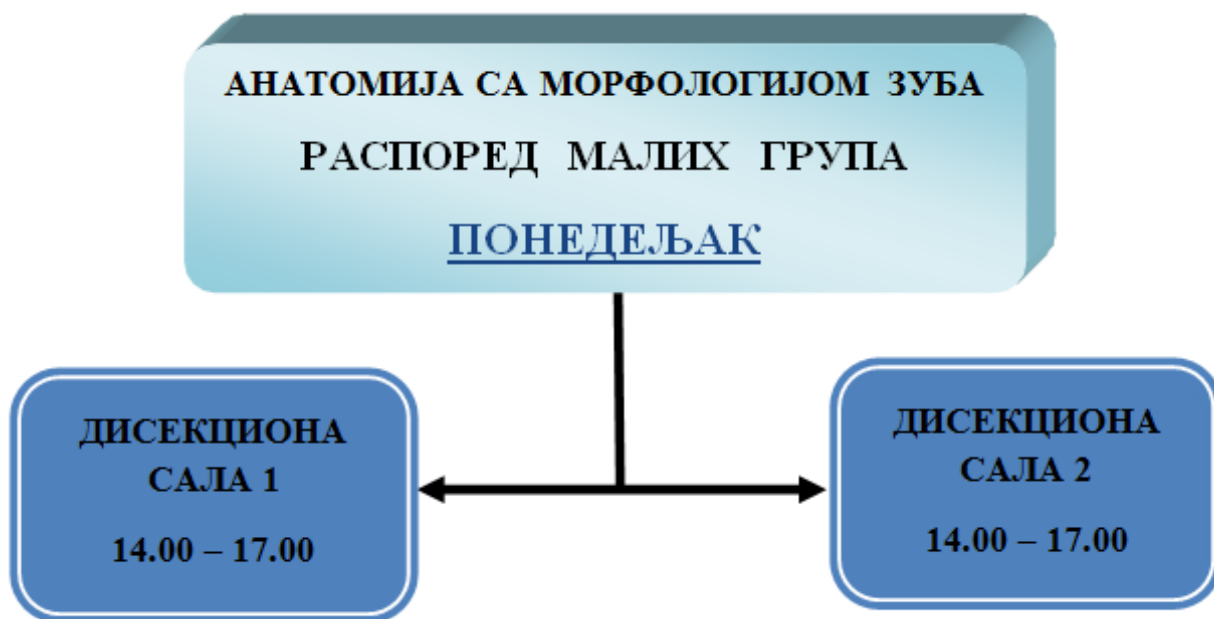 АНАТОМИЈА СА МОРФОЛОГИЈОМ ЗУБА
РАСПОРЕД МАЛИХ ГРУПА
ПОНЕДЕЉАК
ДИСЕКЦИОНА
САЛА 1
14.00 – 17.00
ДИСЕКЦИОНА
САЛА 2
14.00 – 17.00